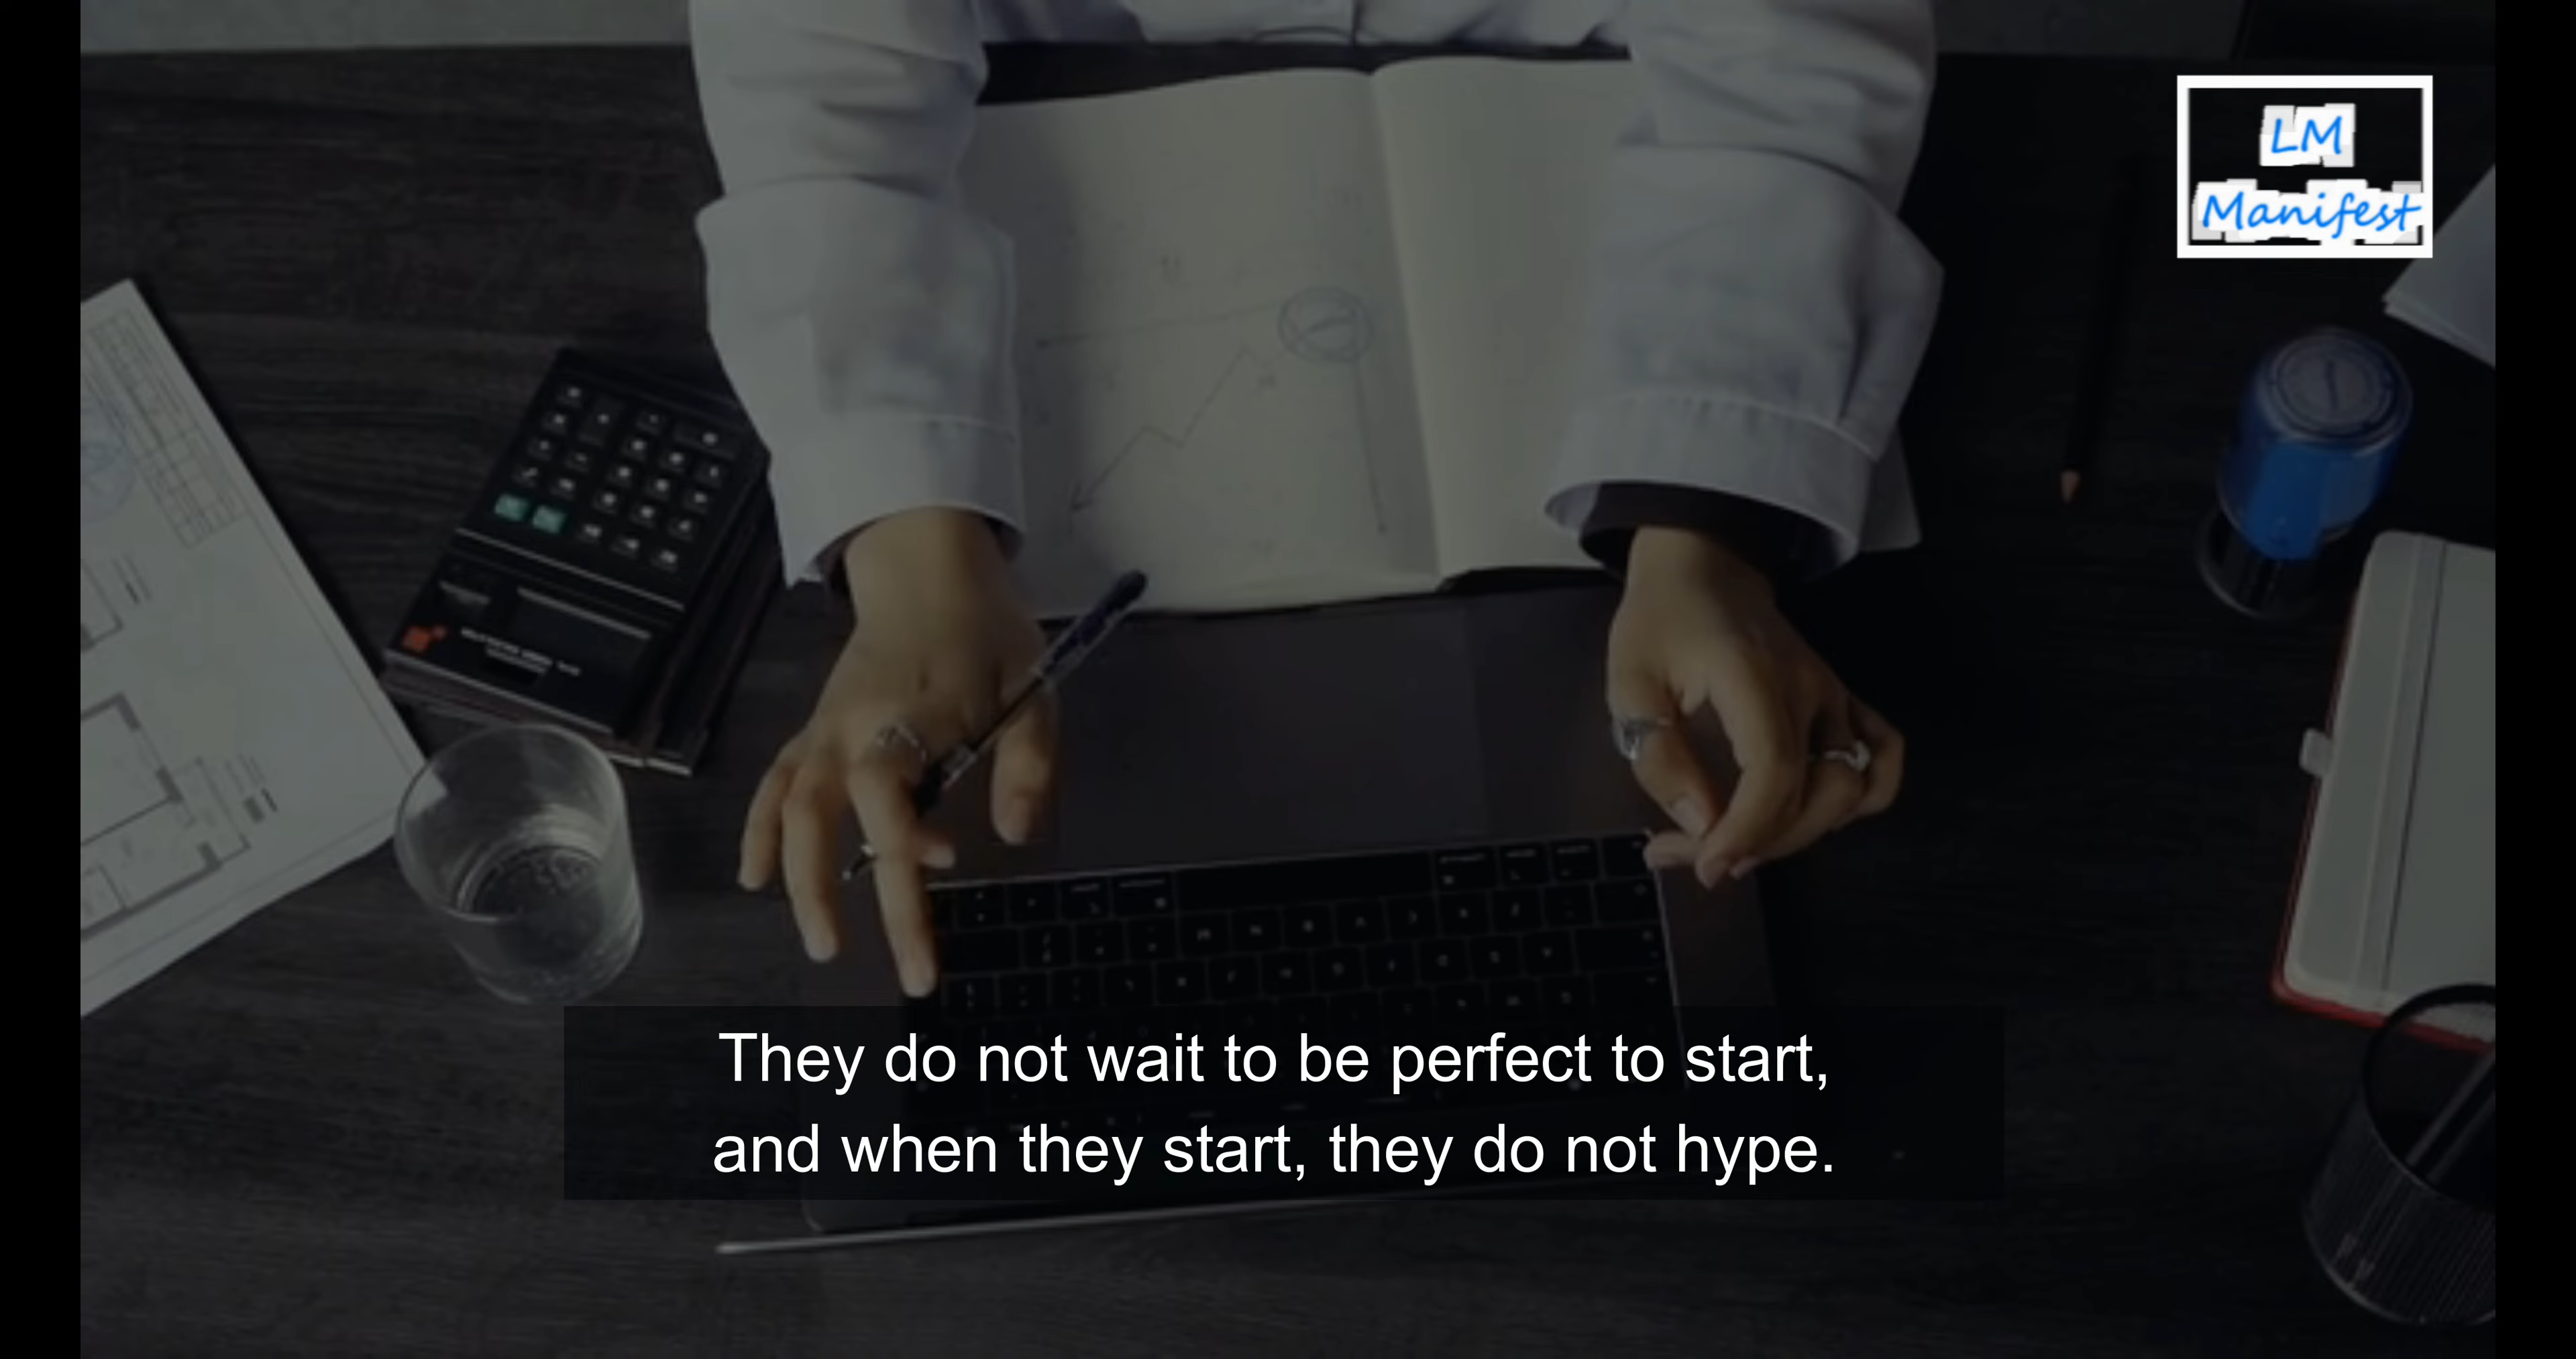 LM
Manifest
They do not wait to be perfect to start,
and when they start, they do not hype.